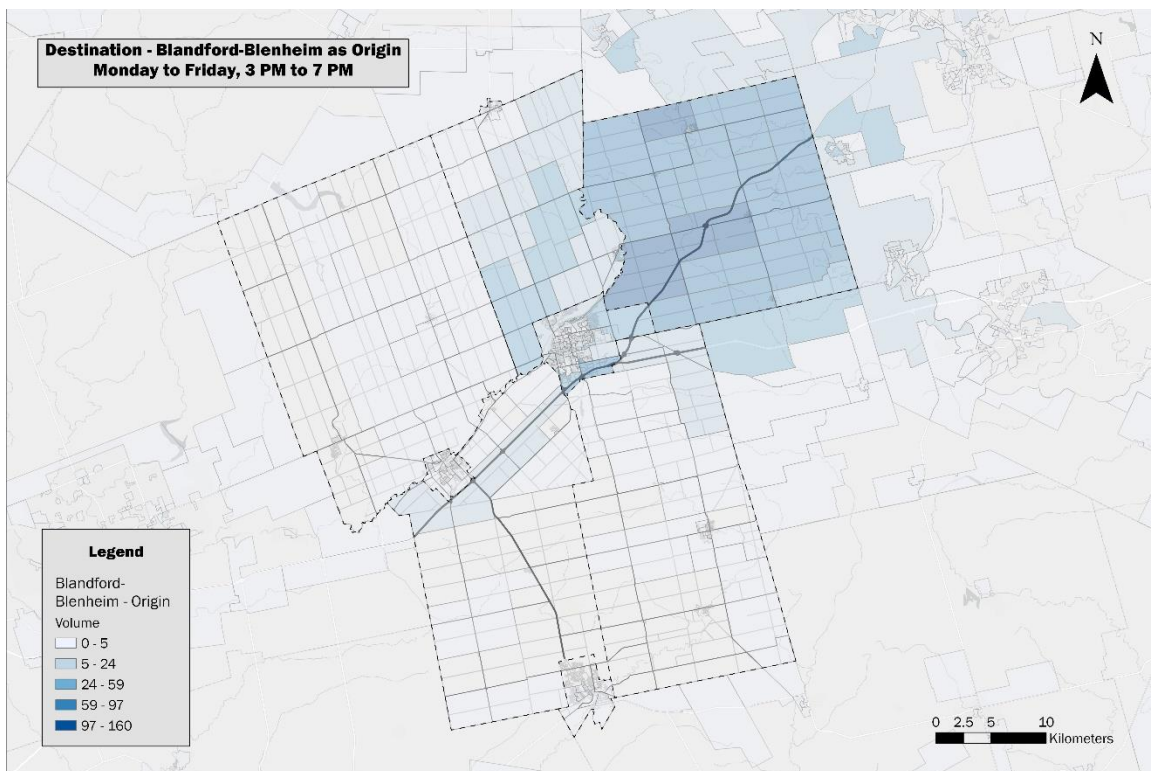 Destination - Blandford-Blenheim as Origin
Monday to Friday, 3 PM to 7 PM
N
Legend
Blandford-
Blenheim - Origin
Volume
0 - 5
5 - 24
24 - 59
59 - 97
97 - 160
0 2.5 5 10
Kilometers